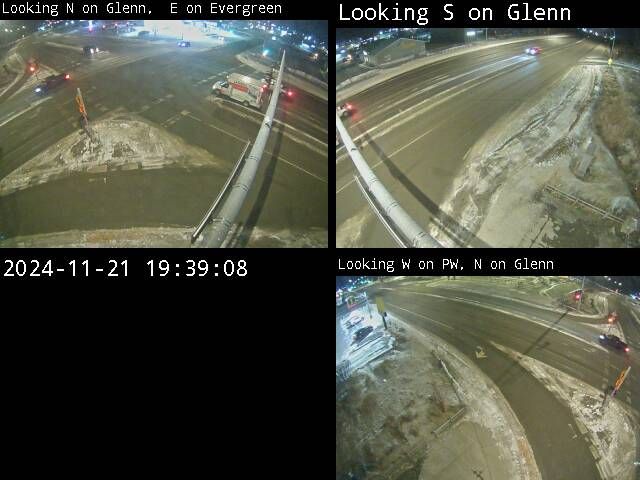 Looking N on Glenn,  E on Evergreen
Looking S on Glenn
2024-11-21 19:39:08
Looking W on PW, N on Glenn